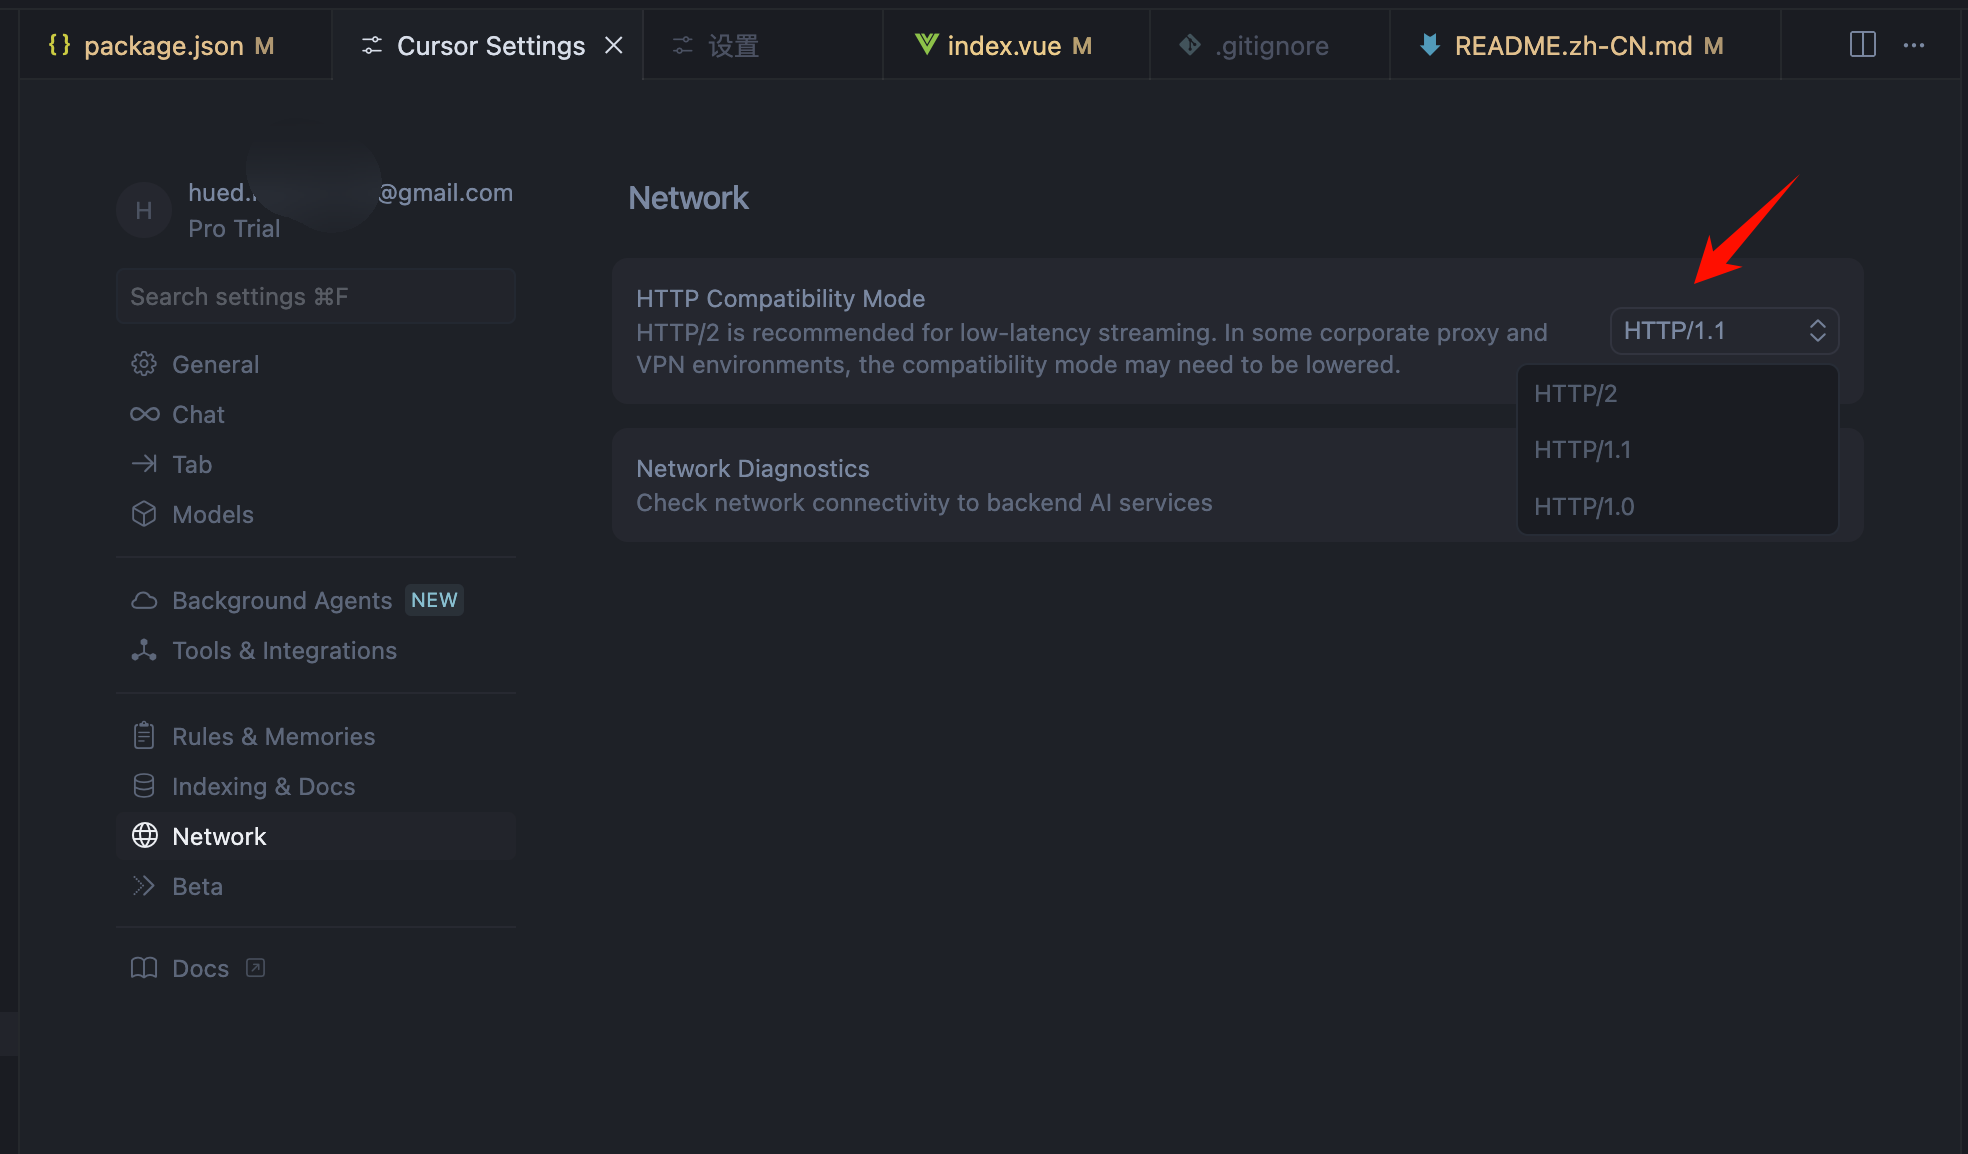 {} package.json M
Cursor Settings
设置
index.vue M
.gitignore
README.zh-CN.md M
H
hued. @gmail.com
Pro Trial
Search settings ⌘F
General
Chat
Tab
Models
Background Agents NEW
Tools & Integrations
Rules & Memories
Indexing & Docs
Network
Beta
Docs
Network
HTTP Compatibility Mode
HTTP/2 is recommended for low-latency streaming. In some corporate proxy and
VPN environments, the compatibility mode may need to be lowered.
HTTP/1.1
HTTP/2
HTTP/1.1
HTTP/1.0
Network Diagnostics
Check network connectivity to backend AI services